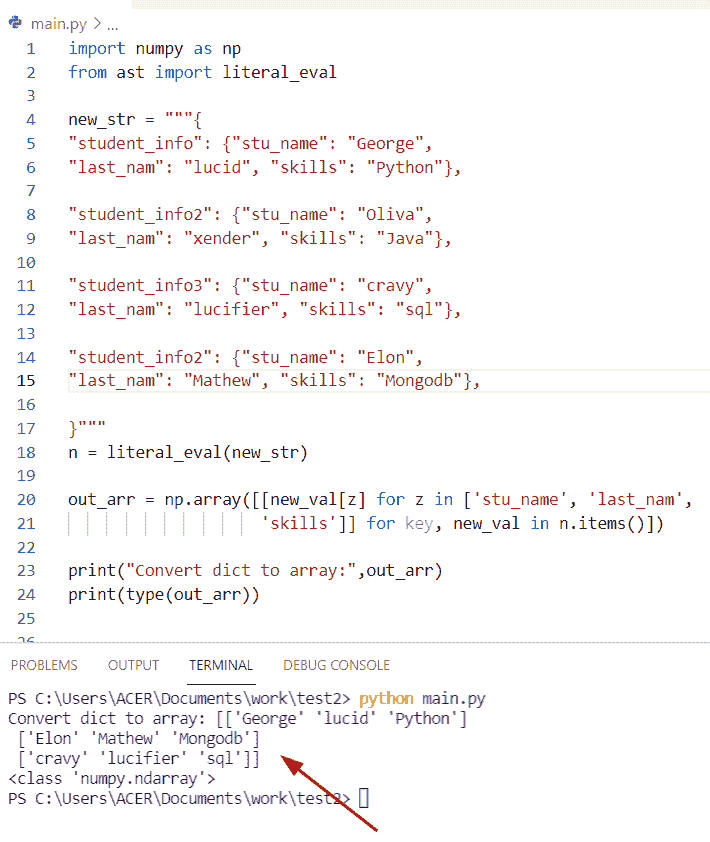 main.py > ...
1 import numpy as np
2 from ast import literal_eval
3
4 new_str = """{
5 "student_info": {"stu_name": "George",
6 "last_nam": "lucid", "skills": "Python"},
7
8 "student_info2": {"stu_name": "Oliva",
9 "last_nam": "xender", "skills": "Java"},
10
11 "student_info3": {"stu_name": "cravy",
12 "last_nam": "lucifier", "skills": "sql"},
13
14 "student_info2": {"stu_name": "Elon",
15 "last_nam": "Mathew", "skills": "Mongodb"},
16
17 }"""
18 n = literal_eval(new_str)
19
20 out_arr = np.array([[new_val[z] for z in ['stu_name', 'last_nam',
21 'skills']] for key, new_val in n.items()])
22
23 print("Convert dict to array:",out_arr)
24 print(type(out_arr))
25
26
PROBLEMS OUTPUT TERMINAL DEBUG CONSOLE
PS C:\Users\ACER\Documents\work\test2> python main.py
Convert dict to array: [['George' 'lucid' 'Python']
['Elon' 'Mathew' 'Mongodb']
['cravy' 'lucifier' 'sql']]
<class 'numpy.ndarray'>
PS C:\Users\ACER\Documents\work\test2>